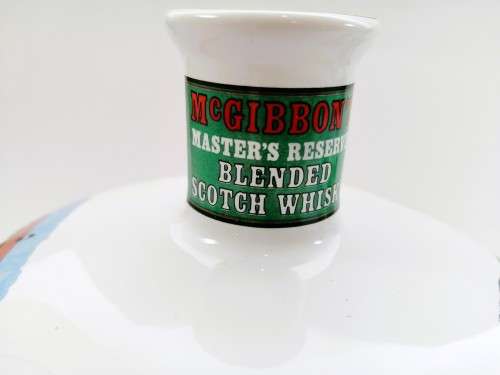 McGIBBON'
MASTER'S RESERV
BLENDED
SCOTCH WHISK